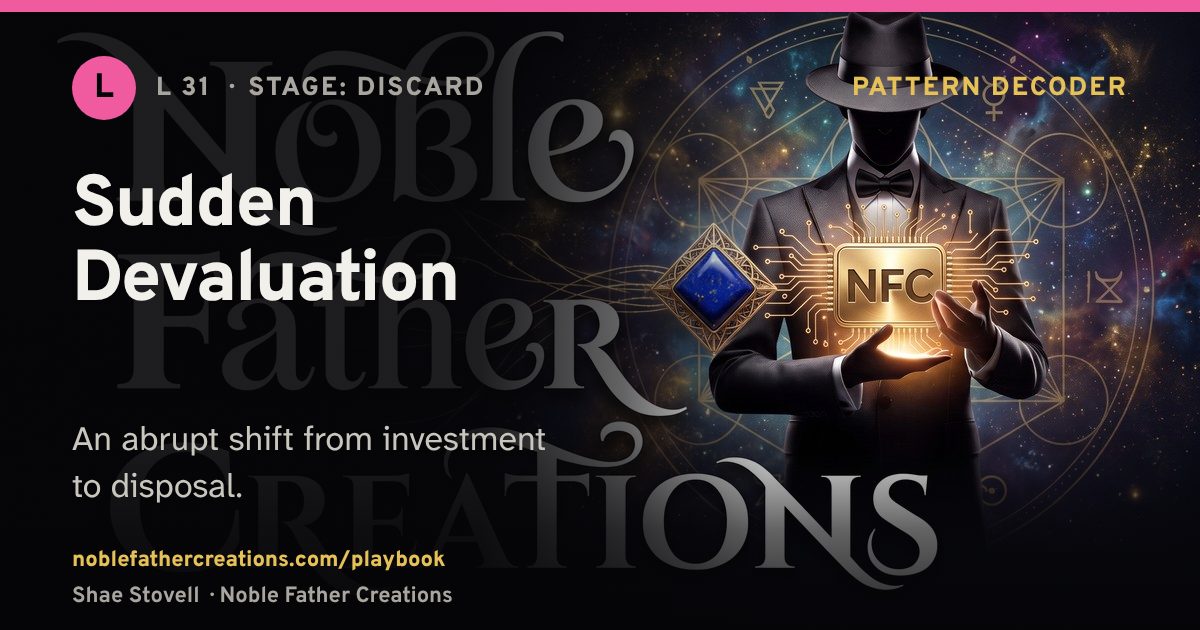 L
L 31 · STAGE: DISCARD
PATTERN DECODER
Noble
Father
Creations
Sudden
Devaluation
NFC
An abrupt shift from investment
to disposal.
noblefathercreations.com/playbook
Shae Stovell · Noble Father Creations